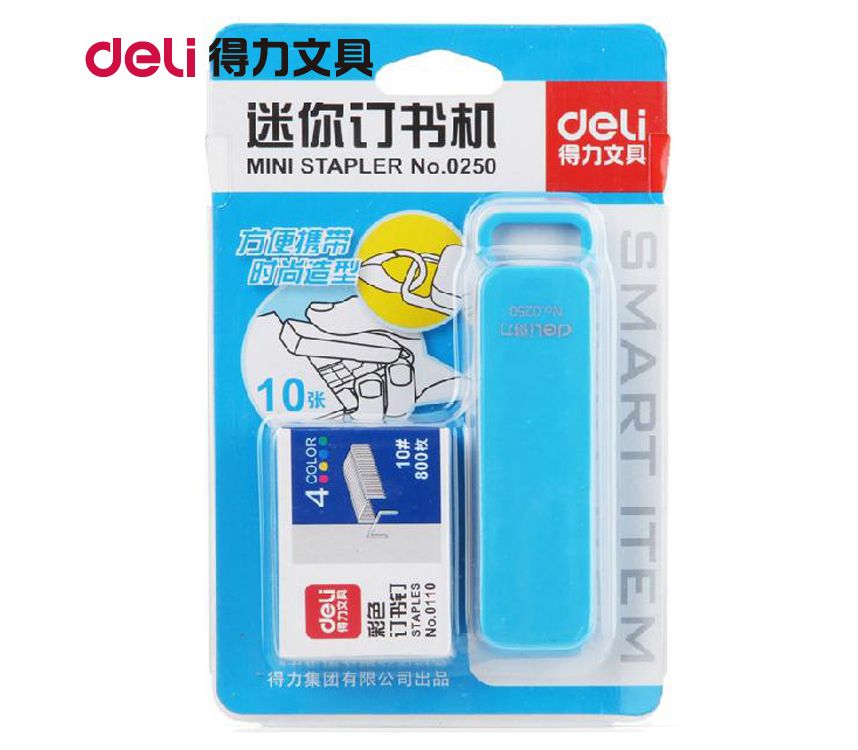 deli 得力文具
迷你订书机
MINI STAPLER No.0250
deli
得力文具
方便携带
时尚造型
10张
deli得力
No.0250
SMART ITEM
4 COLOR
10#
800枚
deli
得力文具
彩色
订书钉
STAPLES
No.0110
得力集团有限公司出品